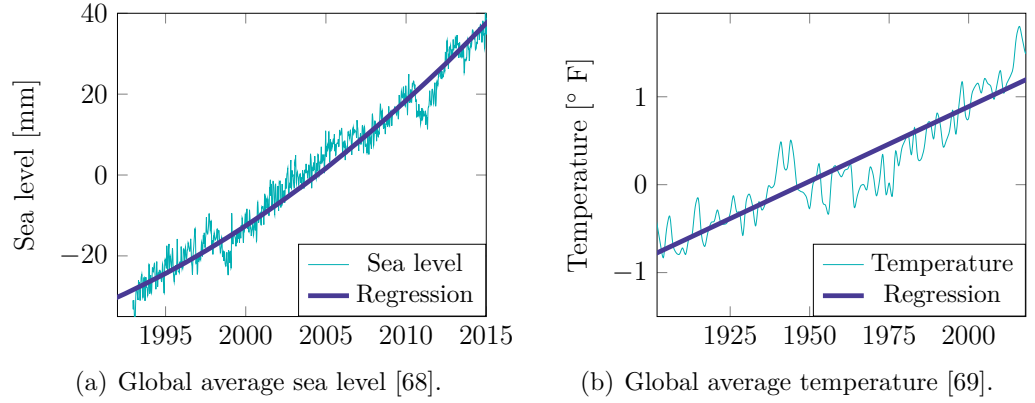 40
20
0
−20
Sea level [mm]
Sea level
Regression
1995 2000 2005 2010 2015
(a) Global average sea level [68].
1
0
−1
Temperature [° F]
Temperature
Regression
1925 1950 1975 2000
(b) Global average temperature [69].